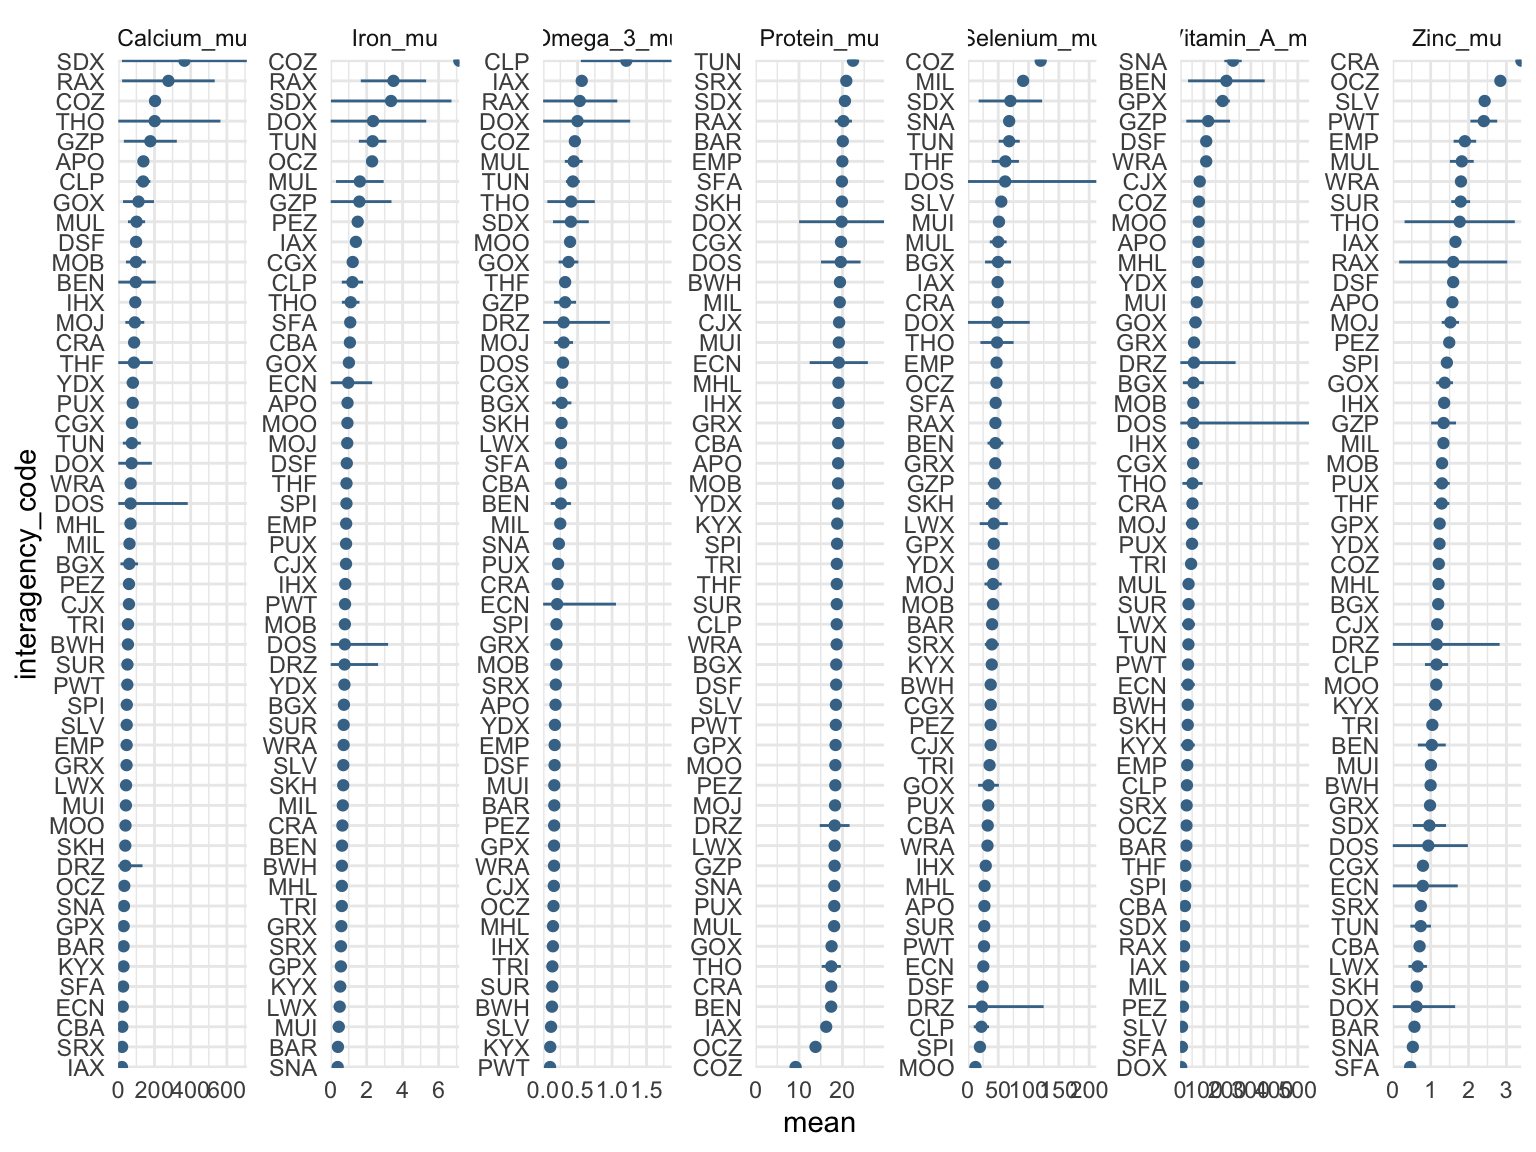 Calcium_mu
SDX
RAX
COZ
THO
GZP
APO
CLP
GOX
MUL
DSF
MOB
BEN
IHX
MOJ
CRA
THF
YDX
PUX
CGX
TUN
DOX
WRA
DOS
MHL
MIL
BGX
PEZ
CJX
TRI
BWH
SUR
PWT
SPI
SLV
EMP
GRX
LWX
MUI
MOO
SKH
DRZ
OCZ
SNA
GPX
BAR
KYX
SFA
ECN
CBA
SRX
IAX
0 200 400 600
Iron_mu
COZ
RAX
SDX
DOX
TUN
OCZ
MUL
GZP
PEZ
IAX
CGX
CLP
THO
SFA
CBA
GOX
ECN
APO
MOO
MOJ
DSF
THF
SPI
EMP
PUX
CJX
IHX
PWT
MOB
DOS
DRZ
YDX
BGX
SUR
WRA
SLV
SKH
MIL
CRA
BEN
BWH
MHL
TRI
GRX
SRX
GPX
KYX
LWX
MUI
BAR
SNA
0 2 4 6
Omega_3_mu
CLP
IAX
RAX
DOX
COZ
MUL
TUN
THO
SDX
MOO
GOX
THF
GZP
DRZ
MOJ
DOS
CGX
BGX
SKH
LWX
SFA
CBA
BEN
MIL
SNA
PUX
CRA
ECN
SPI
GRX
MOB
SRX
APO
YDX
EMP
DSF
MUI
BAR
PEZ
GPX
WRA
CJX
OCZ
MHL
IHX
TRI
SUR
BWH
SLV
KYX
PWT
0.0 0.5 1.0 1.5
Protein_mu
TUN
SRX
SDX
RAX
BAR
EMP
SFA
SKH
DOX
CGX
DOS
BWH
MIL
CJX
MUI
ECN
MHL
IHX
GRX
CBA
APO
MOB
YDX
KYX
SPI
TRI
THF
SUR
CLP
WRA
BGX
DSF
SLV
PWT
GPX
MOO
PEZ
MOJ
DRZ
LWX
GZP
SNA
PUX
MUL
GOX
THO
CRA
BEN
IAX
OCZ
COZ
0 10 20
Selenium_mu
COZ
MIL
SDX
SNA
TUN
THF
DOS
SLV
MUI
MUL
BGX
IAX
CRA
DOX
THO
EMP
OCZ
SFA
RAX
BEN
GRX
GZP
SKH
LWX
GPX
YDX
MOJ
MOB
BAR
SRX
KYX
BWH
CGX
PEZ
CJX
TRI
GOX
PUX
CBA
WRA
IHX
MHL
APO
SUR
PWT
ECN
DSF
DRZ
CLP
SPI
MOO
0 50 100 150 200
Vitamin_A_m
SNA
BEN
GPX
GZP
DSF
WRA
CJX
COZ
MOO
APO
MHL
YDX
MUI
GOX
GRX
DRZ
BGX
MOB
DOS
IHX
CGX
THO
CRA
MOJ
PUX
TRI
MUL
SUR
LWX
TUN
PWT
ECN
BWH
SKH
KYX
EMP
CLP
SRX
OCZ
BAR
THF
SPI
CBA
SDX
RAX
IAX
MIL
PEZ
SLV
SFA
DOX
0 100 200 300 400 500
Zinc_mu
CRA
OCZ
SLV
PWT
EMP
MUL
WRA
SUR
THO
IAX
RAX
DSF
APO
MOJ
PEZ
SPI
GOX
IHX
GZP
MIL
MOB
PUX
THF
GPX
YDX
COZ
MHL
BGX
CJX
DRZ
CLP
MOO
KYX
TRI
BEN
MUI
BWH
GRX
SDX
DOS
CGX
ECN
SRX
TUN
CBA
LWX
SKH
DOX
BAR
SNA
SFA
0 1 2 3
interagency_code
mean